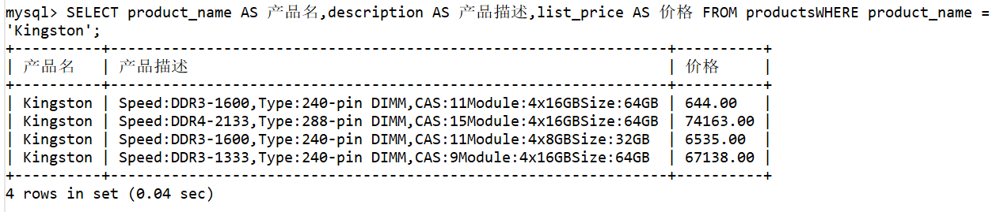 mysql> SELECT product_name AS 产品名,description AS 产品描述,list_price AS 价格 FROM productsWHERE product_name =
'Kingston';
+----------+---------------------------------------------------------------+----------+
| 产品名 | 产品描述 | 价格 |
+----------+---------------------------------------------------------------+----------+
| Kingston | Speed:DDR3-1600,Type:240-pin DIMM,CAS:11Module:4x16GBSize:64GB | 644.00 |
| Kingston | Speed:DDR4-2133,Type:288-pin DIMM,CAS:15Module:4x16GBSize:64GB | 74163.00 |
| Kingston | Speed:DDR3-1600,Type:240-pin DIMM,CAS:11Module:4x8GBSize:32GB | 6535.00 |
| Kingston | Speed:DDR3-1333,Type:240-pin DIMM,CAS:9Module:4x16GBSize:64GB | 67138.00 |
+----------+---------------------------------------------------------------+----------+
4 rows in set (0.04 sec)